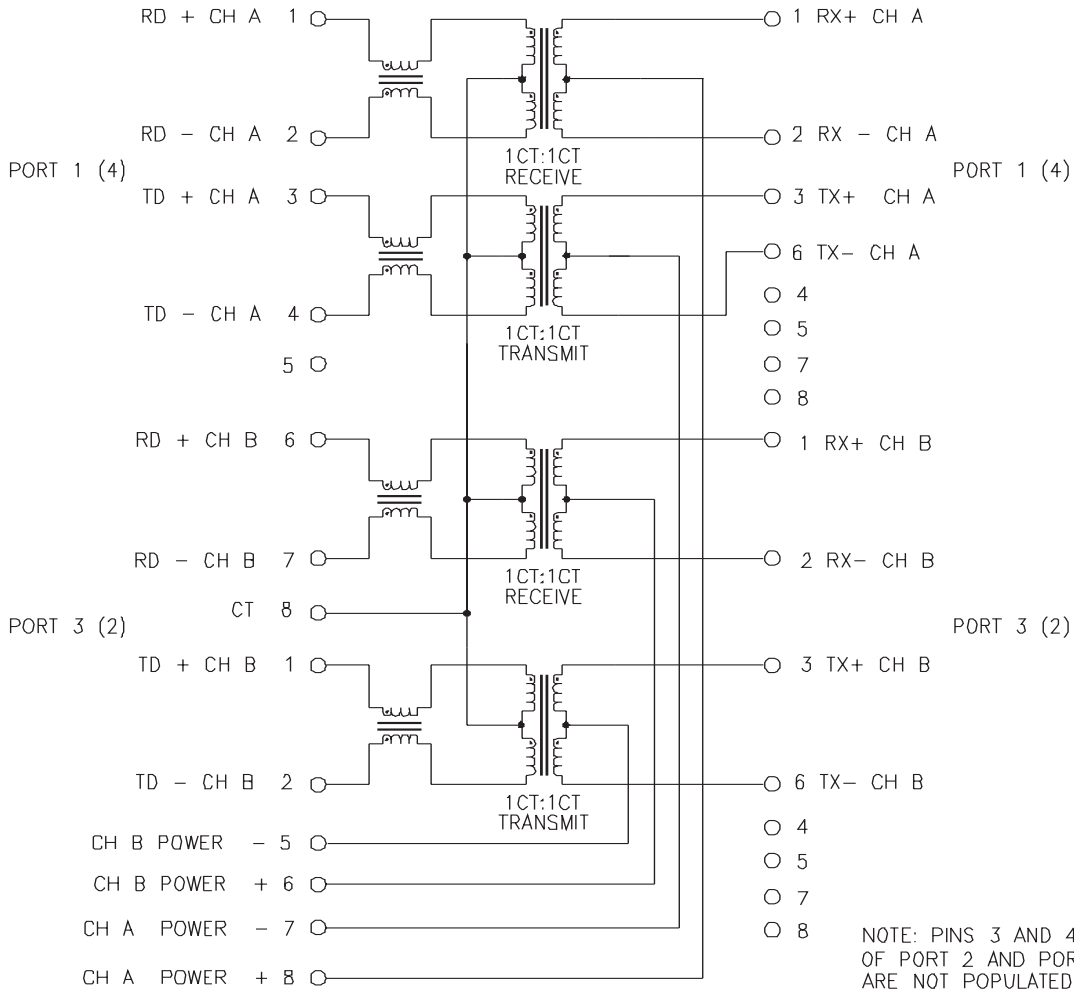 RD + CH A 1
1 RX+ CH A
RD - CH A 2
2 RX - CH A
1CT:1CT
RECEIVE
PORT 1 (4)
PORT 1 (4)
TD + CH A 3
3 TX+ CH A
6 TX- CH A
4
TD - CH A 4
5
1CT:1CT
TRANSMIT
5
7
8
RD + CH B 6
1 RX+ CH B
RD - CH B 7
2 RX- CH B
1CT:1CT
RECEIVE
CT 8
PORT 3 (2)
PORT 3 (2)
TD + CH B 1
3 TX+ CH B
TD - CH B 2
6 TX- CH B
1CT:1CT
TRANSMIT
4
CH B POWER - 5
5
CH B POWER + 6
7
CH A POWER - 7
8
NOTE: PINS 3 AND 4
OF PORT 2 AND POR
ARE NOT POPULATED
CH A POWER + 8